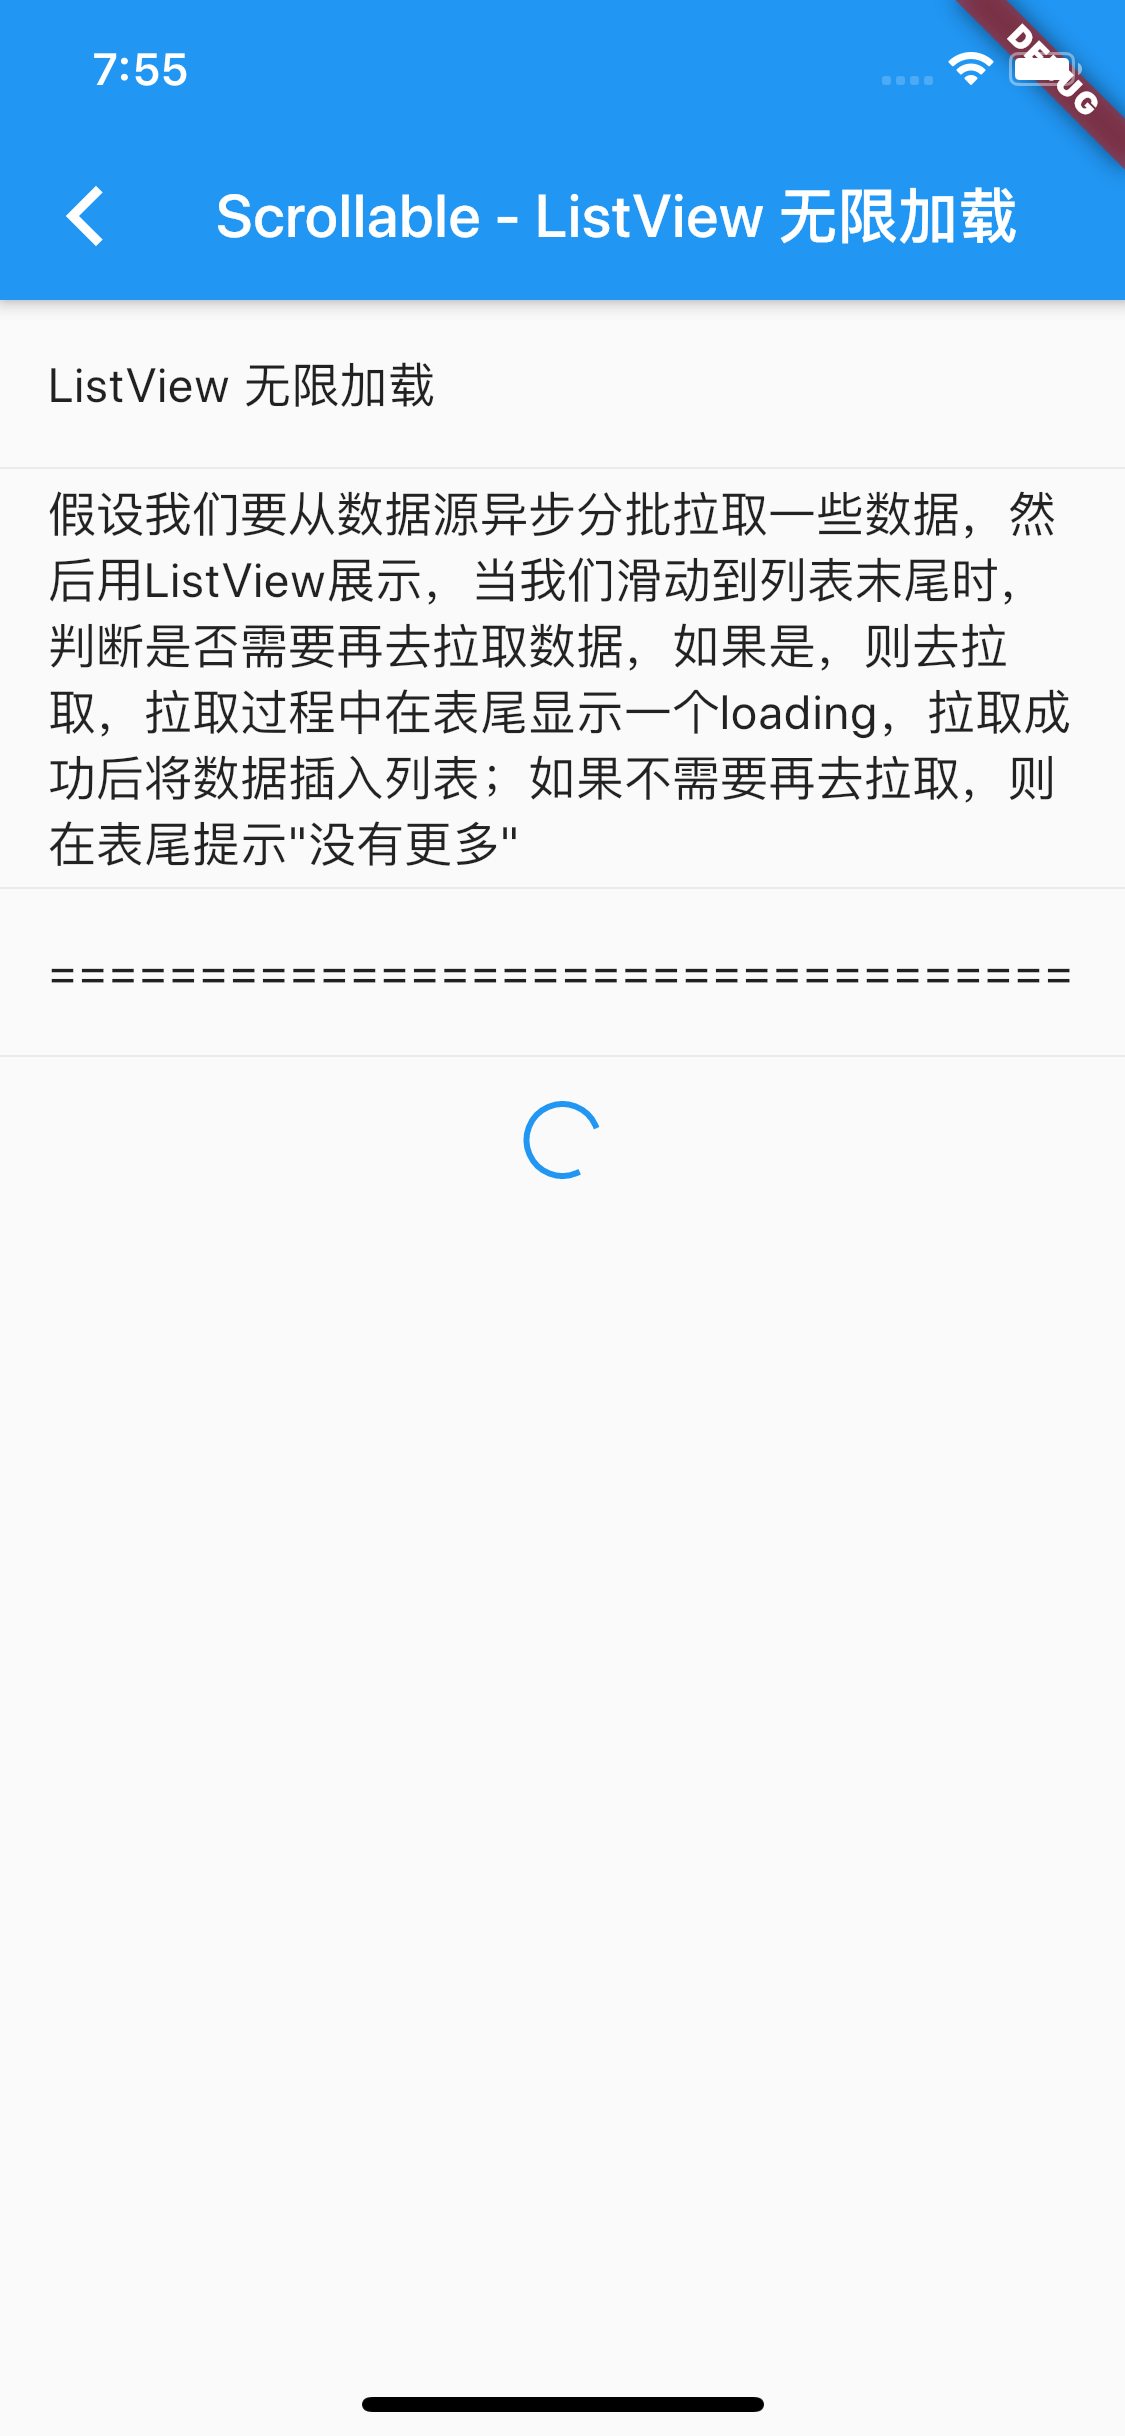 7:55
DEBUG
Scrollable - ListView 无限加载
ListView 无限加载
假设我们要从数据源异步分批拉取一些数据，然
后用ListView展示，当我们滑动到列表末尾时，
判断是否需要再去拉取数据，如果是，则去拉
取，拉取过程中在表尾显示一个loading，拉取成
功后将数据插入列表；如果不需要再去拉取，则
在表尾提示"没有更多"
==================================